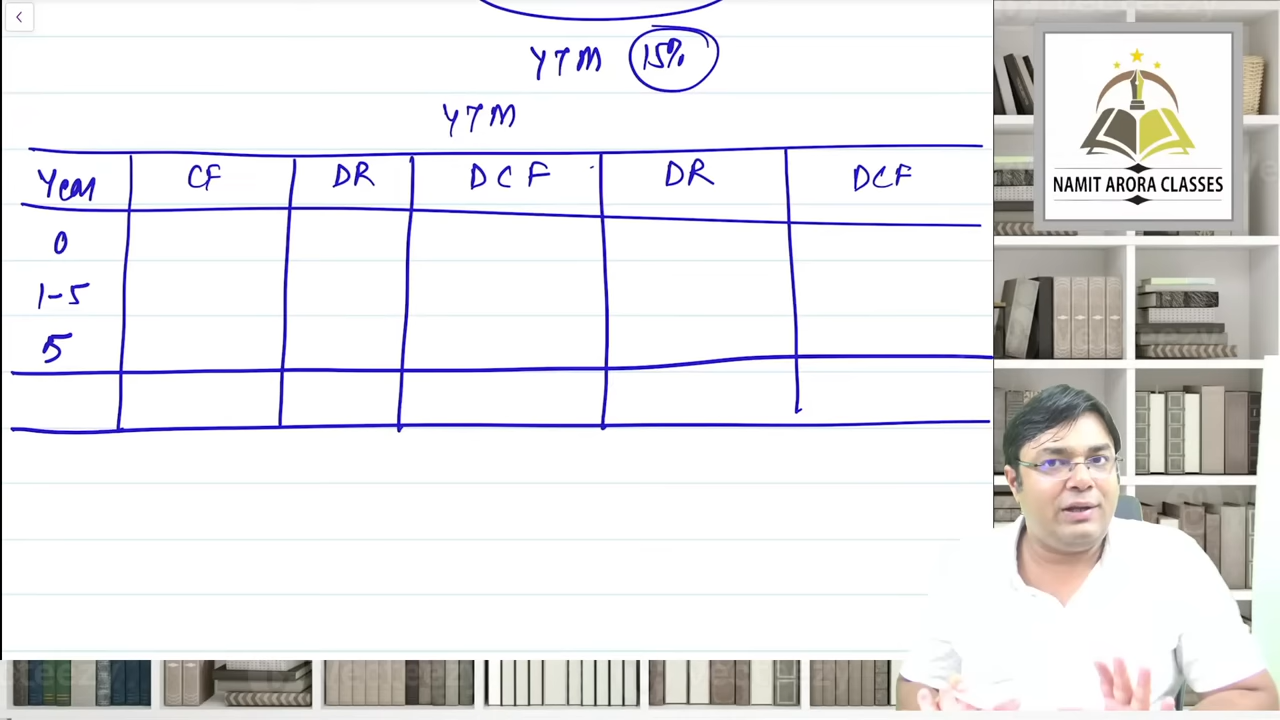 YTM 15%
YTM
Year CF DR DCF DR DCF
0
1-5
5
NAMIT ARORA CLASSES